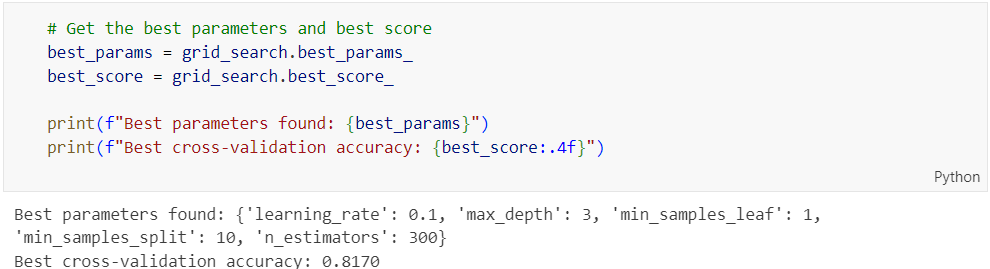 # Get the best parameters and best score
best_params = grid_search.best_params_
best_score = grid_search.best_score_
print(f"Best parameters found: {best_params}")
print(f"Best cross-validation accuracy: {best_score:.4f}")
Python
Best parameters found: {'learning_rate': 0.1, 'max_depth': 3, 'min_samples_leaf': 1,
'min_samples_split': 10, 'n_estimators': 300}
Best cross-validation accuracy: 0.8170